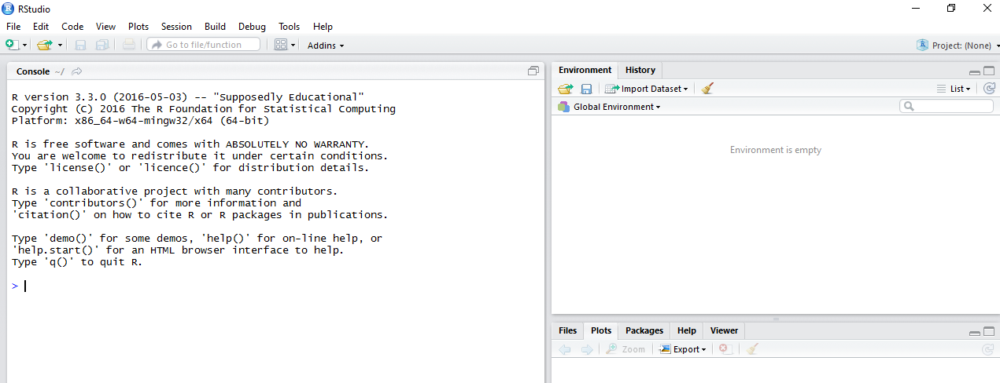 RStudio
File Edit Code View Plots Session Build Debug Tools Help
Go to file/function Addins Project: (None)
Console ~/
R version 3.3.0 (2016-05-03) -- "Supposedly Educational"
Copyright (C) 2016 The R Foundation for Statistical Computing
Platform: x86_64-w64-mingw32/x64 (64-bit)
R is free software and comes with ABSOLUTELY NO WARRANTY.
You are welcome to redistribute it under certain conditions.
Type 'license()' or 'licence()' for distribution details.
R is a collaborative project with many contributors.
Type 'contributors()' for more information and
'citation()' on how to cite R or R packages in publications.
Type 'demo()' for some demos, 'help()' for on-line help, or
'help.start()' for an HTML browser interface to help.
Type 'q()' to quit R.
>
Environment History
Import Dataset List
Global Environment
Environment is empty
Files Plots Packages Help Viewer
Zoom Export